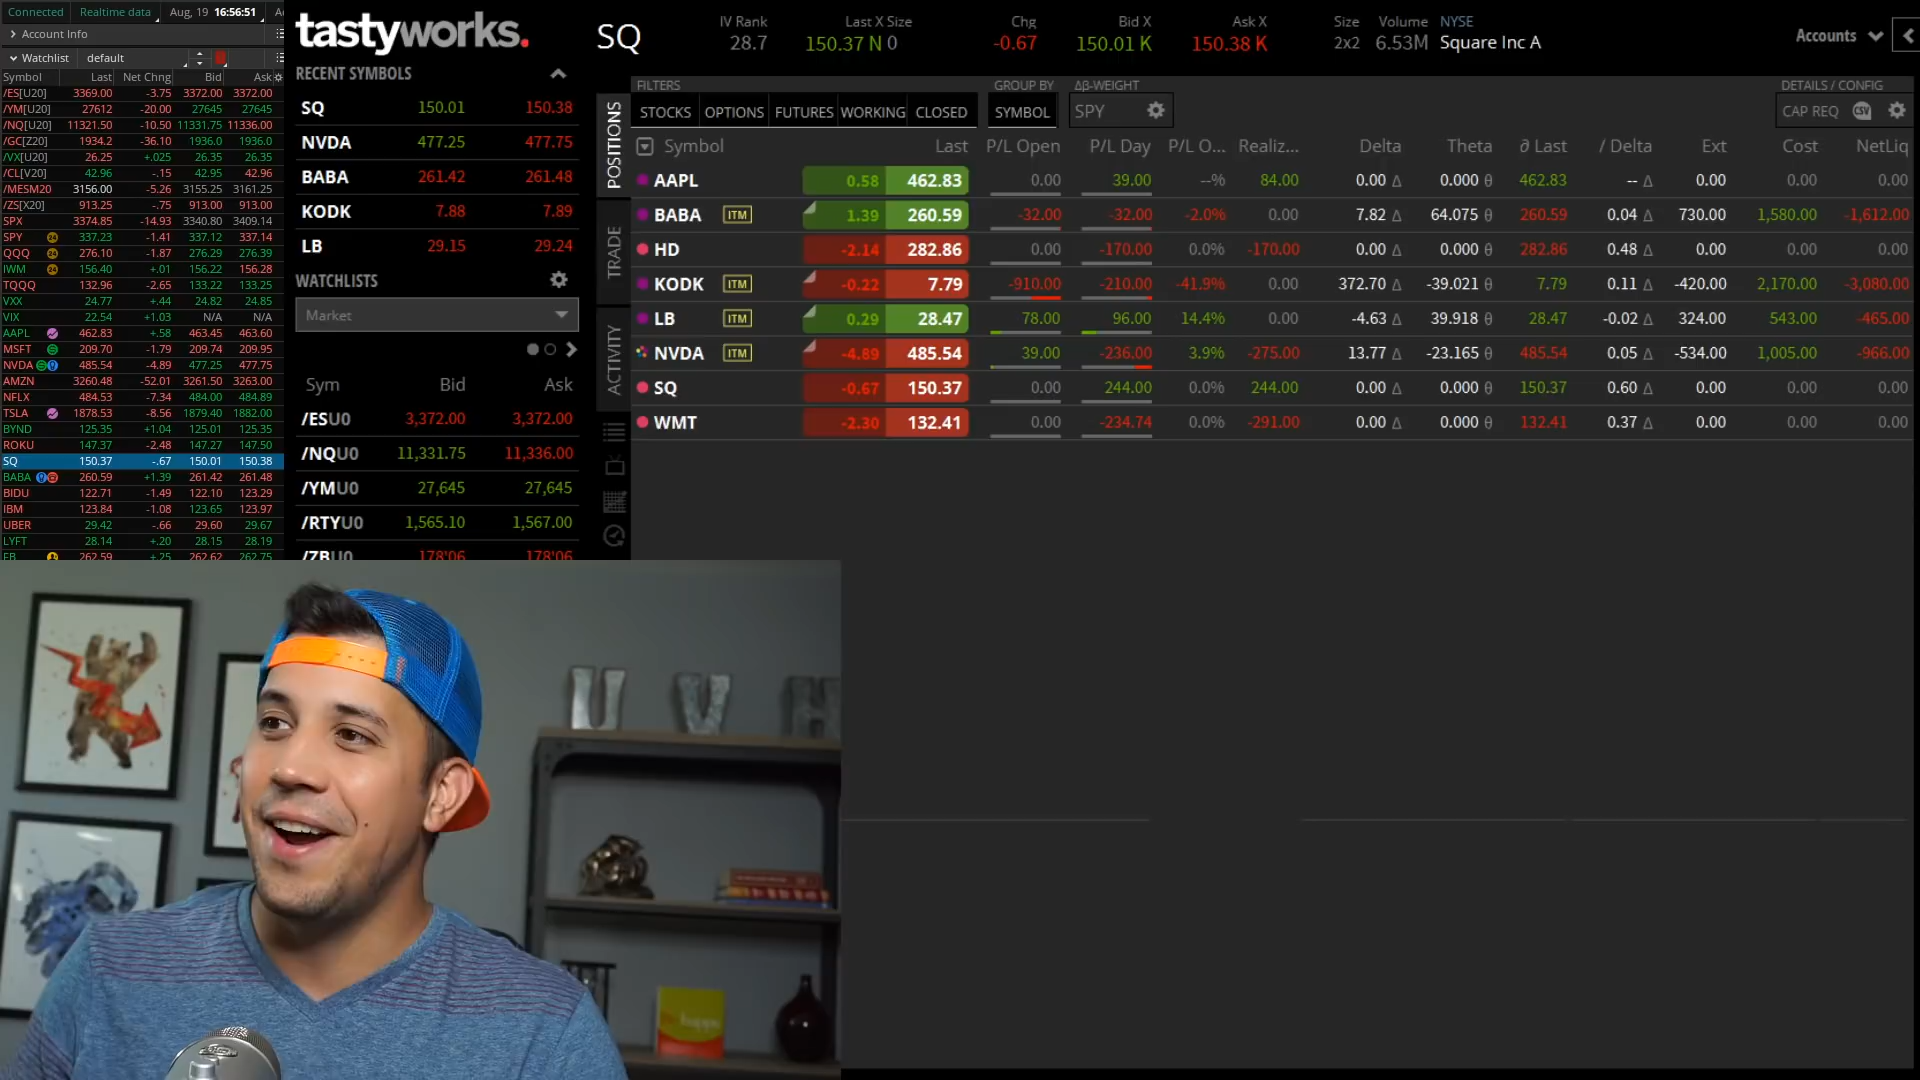 Connected Realtime data Aug, 19 16:56:51
Account Info
Watchlist default
Symbol Last Net Chng Bid Ask
/ES[U20] 3369.00 -3.75 3372.00 3372.00
/YM[U20] 27612 -20.00 27645 27645
/NQ[U20] 11321.50 -10.50 11331.75 11336.00
/GC[Z20] 1934.2 -36.10 1936.0 1936.0
/VX[U20] 26.25 +.025 26.35 26.35
/CL[V20] 42.96 -.15 42.95 42.96
/MESM20 3156.00 -5.26 3155.25 3161.25
/ZS[X20] 913.25 -.75 913.00 913.00
SPX 3374.85 -14.93 3340.80 3409.14
SPY 337.23 -1.41 337.12 337.14
QQQ 276.10 -1.87 276.29 276.39
IWM 156.40 +.01 156.22 156.28
TQQQ 132.96 -2.65 133.22 133.25
VXX 24.77 +.44 24.82 24.85
VIX 22.54 +1.03 N/A N/A
AAPL 462.83 +.58 463.45 463.60
MSFT 209.70 -1.79 209.74 209.95
NVDA 485.54 -4.89 477.25 477.75
AMZN 3260.48 -52.01 3261.50 3263.00
NFLX 484.53 -7.34 484.00 484.89
TSLA 1878.53 -8.56 1879.40 1882.00
BYND 125.35 +1.04 125.01 125.35
ROKU 147.37 -2.48 147.27 147.50
SQ 150.37 -.67 150.01 150.38
BABA 260.59 +1.39 261.42 261.48
BIDU 122.71 -1.49 122.10 123.29
IBM 123.84 -1.08 123.65 123.97
UBER 29.42 -.66 29.60 29.67
LYFT 28.14 +.20 28.15 28.19
FB 262.59 +.25 262.62 262.75
tastyworks.
RECENT SYMBOLS
SQ 150.01 150.38
NVDA 477.25 477.75
BABA 261.42 261.48
KODK 7.88 7.89
LB 29.15 29.24
WATCHLISTS
Market
Sym Bid Ask
/ESU0 3,372.00 3,372.00
/NQU0 11,331.75 11,336.00
/YMU0 27,645 27,645
/RTYU0 1,565.10 1,567.00
/ZBU0 178'06 178'06
SQ
IV Rank Last X Size Chg Bid X Ask X Size Volume NYSE
28.7 150.37 N 0 -0.67 150.01 K 150.38 K 2x2 6.53M Square Inc A
Accounts
POSITIONS
TRADE
ACTIVITY
FILTERS GROUP BY Δβ-WEIGHT DETAILS / CONFIG
STOCKS OPTIONS FUTURES WORKING CLOSED SYMBOL SPY CAP REQ CSV
Symbol Last P/L Open P/L Day P/L O... Realiz... Delta Theta ∂ Last / Delta Ext Cost NetLiq
AAPL 0.58 462.83 0.00 39.00 --% 84.00 0.00 Δ 0.000 θ 462.83 -- Δ 0.00 0.00 0.00
BABA ITM 1.39 260.59 -32.00 -32.00 -2.0% 0.00 7.82 Δ 64.075 θ 260.59 0.04 Δ 730.00 1,580.00 -1,612.00
HD -2.14 282.86 0.00 -170.00 0.0% -170.00 0.00 Δ 0.000 θ 282.86 0.48 Δ 0.00 0.00 0.00
KODK ITM -0.22 7.79 -910.00 -210.00 -41.9% 0.00 372.70 Δ -39.021 θ 7.79 0.11 Δ -420.00 2,170.00 -3,080.00
LB ITM 0.29 28.47 78.00 96.00 14.4% 0.00 -4.63 Δ 39.918 θ 28.47 -0.02 Δ 324.00 543.00 -465.00
NVDA ITM -4.89 485.54 39.00 -236.00 3.9% -275.00 13.77 Δ -23.165 θ 485.54 0.05 Δ -534.00 1,005.00 -966.00
SQ -0.67 150.37 0.00 244.00 0.0% 244.00 0.00 Δ 0.000 θ 150.37 0.60 Δ 0.00 0.00 0.00
WMT -2.30 132.41 0.00 -234.74 0.0% -291.00 0.00 Δ 0.000 θ 132.41 0.37 Δ 0.00 0.00 0.00
U V H